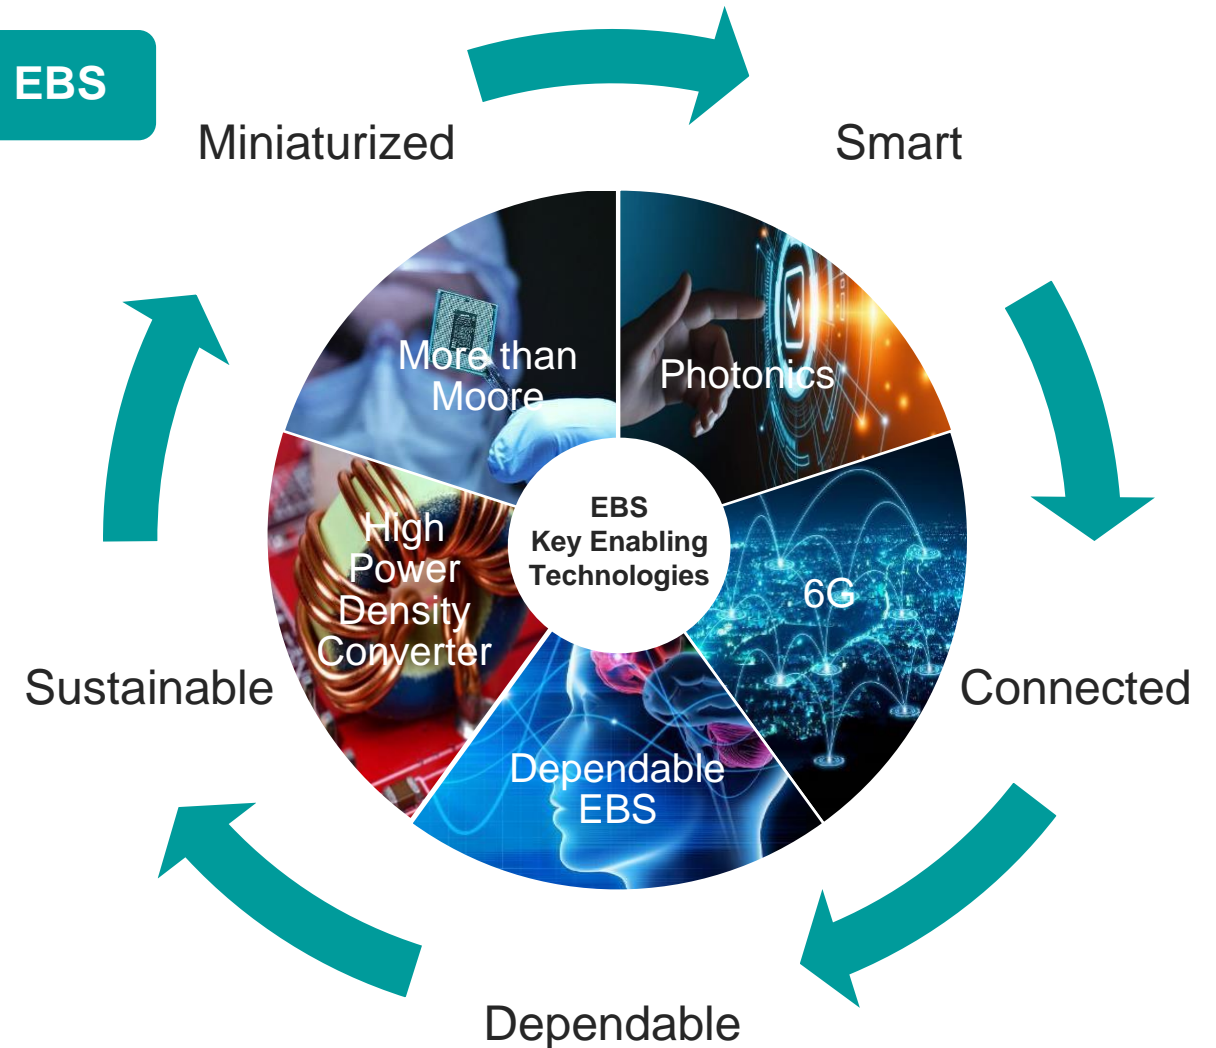 EBS
Miniaturized
Smart
More than
Moore
Photonics
EBS
Key Enabling
Technologies
High
Power
Density
Converter
6G
Sustainable
Connected
Dependable
EBS
Dependable